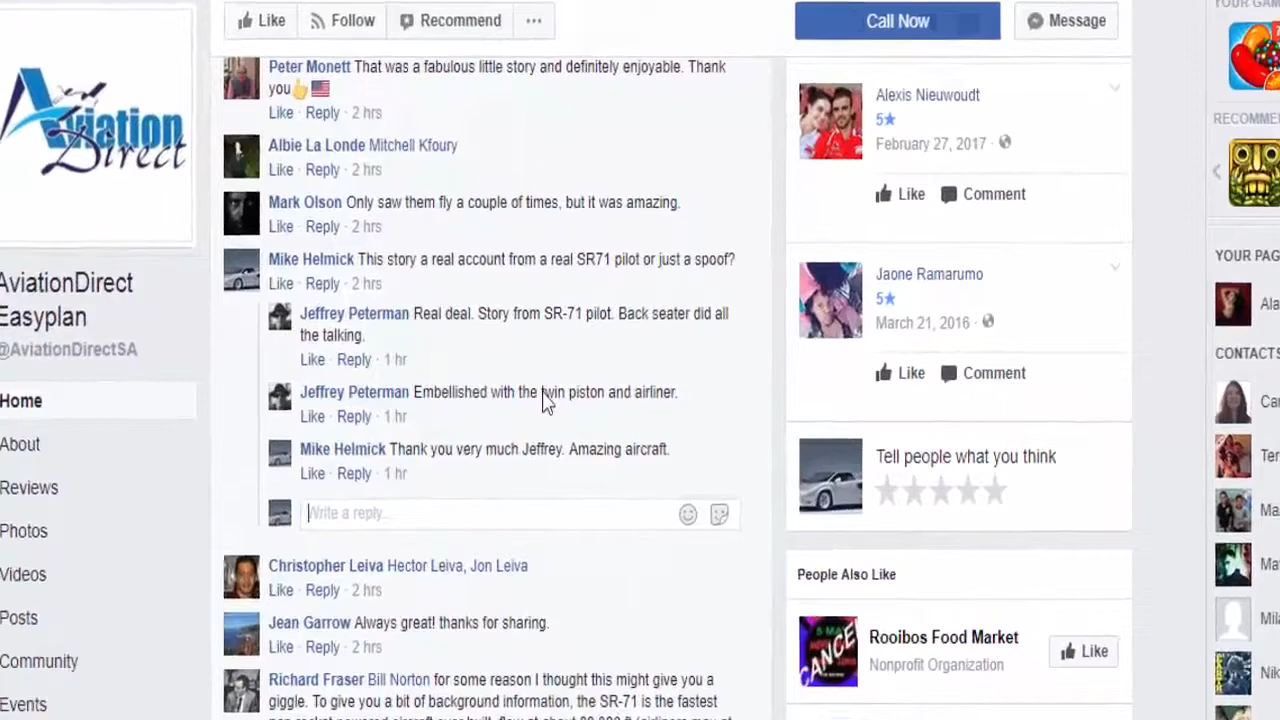 YOUR GAM
Like
Follow
Recommend
Call Now
Message
Aviation
Direct
AviationDirect
Easyplan
@AviationDirectSA
Home
About
Reviews
Photos
Videos
Posts
Community
Events
Peter Monett That was a fabulous little story and definitely enjoyable. Thank
you
Like · Reply · 2 hrs
Albie La Londe Mitchell Kfoury
Like · Reply · 2 hrs
Mark Olson Only saw them fly a couple of times, but it was amazing.
Like · Reply · 2 hrs
Mike Helmick This story a real account from a real SR71 pilot or just a spoof?
Like · Reply · 2 hrs
Jeffrey Peterman Real deal. Story from SR-71 pilot. Back seater did all
the talking.
Like · Reply · 1 hr
Jeffrey Peterman Embellished with the twin piston and airliner.
Like · Reply · 1 hr
Mike Helmick Thank you very much Jeffrey. Amazing aircraft.
Like · Reply · 1 hr
Write a reply...
Christopher Leiva Hector Leiva, Jon Leiva
Like · Reply · 2 hrs
Jean Garrow Always great! thanks for sharing.
Like · Reply · 2 hrs
Richard Fraser Bill Norton for some reason I thought this might give you a
giggle. To give you a bit of background information, the SR-71 is the fastest
Alexis Nieuwoudt
5★
February 27, 2017 ·
Like Comment
Jaone Ramarumo
5★
March 21, 2016 ·
Like Comment
Tell people what you think
People Also Like
CANCE
Rooibos Food Market
Nonprofit Organization
Like
RECOMME
YOUR PAG
Ala
CONTACTS
Car
Ter
Ma
Mat
Mila
Nik